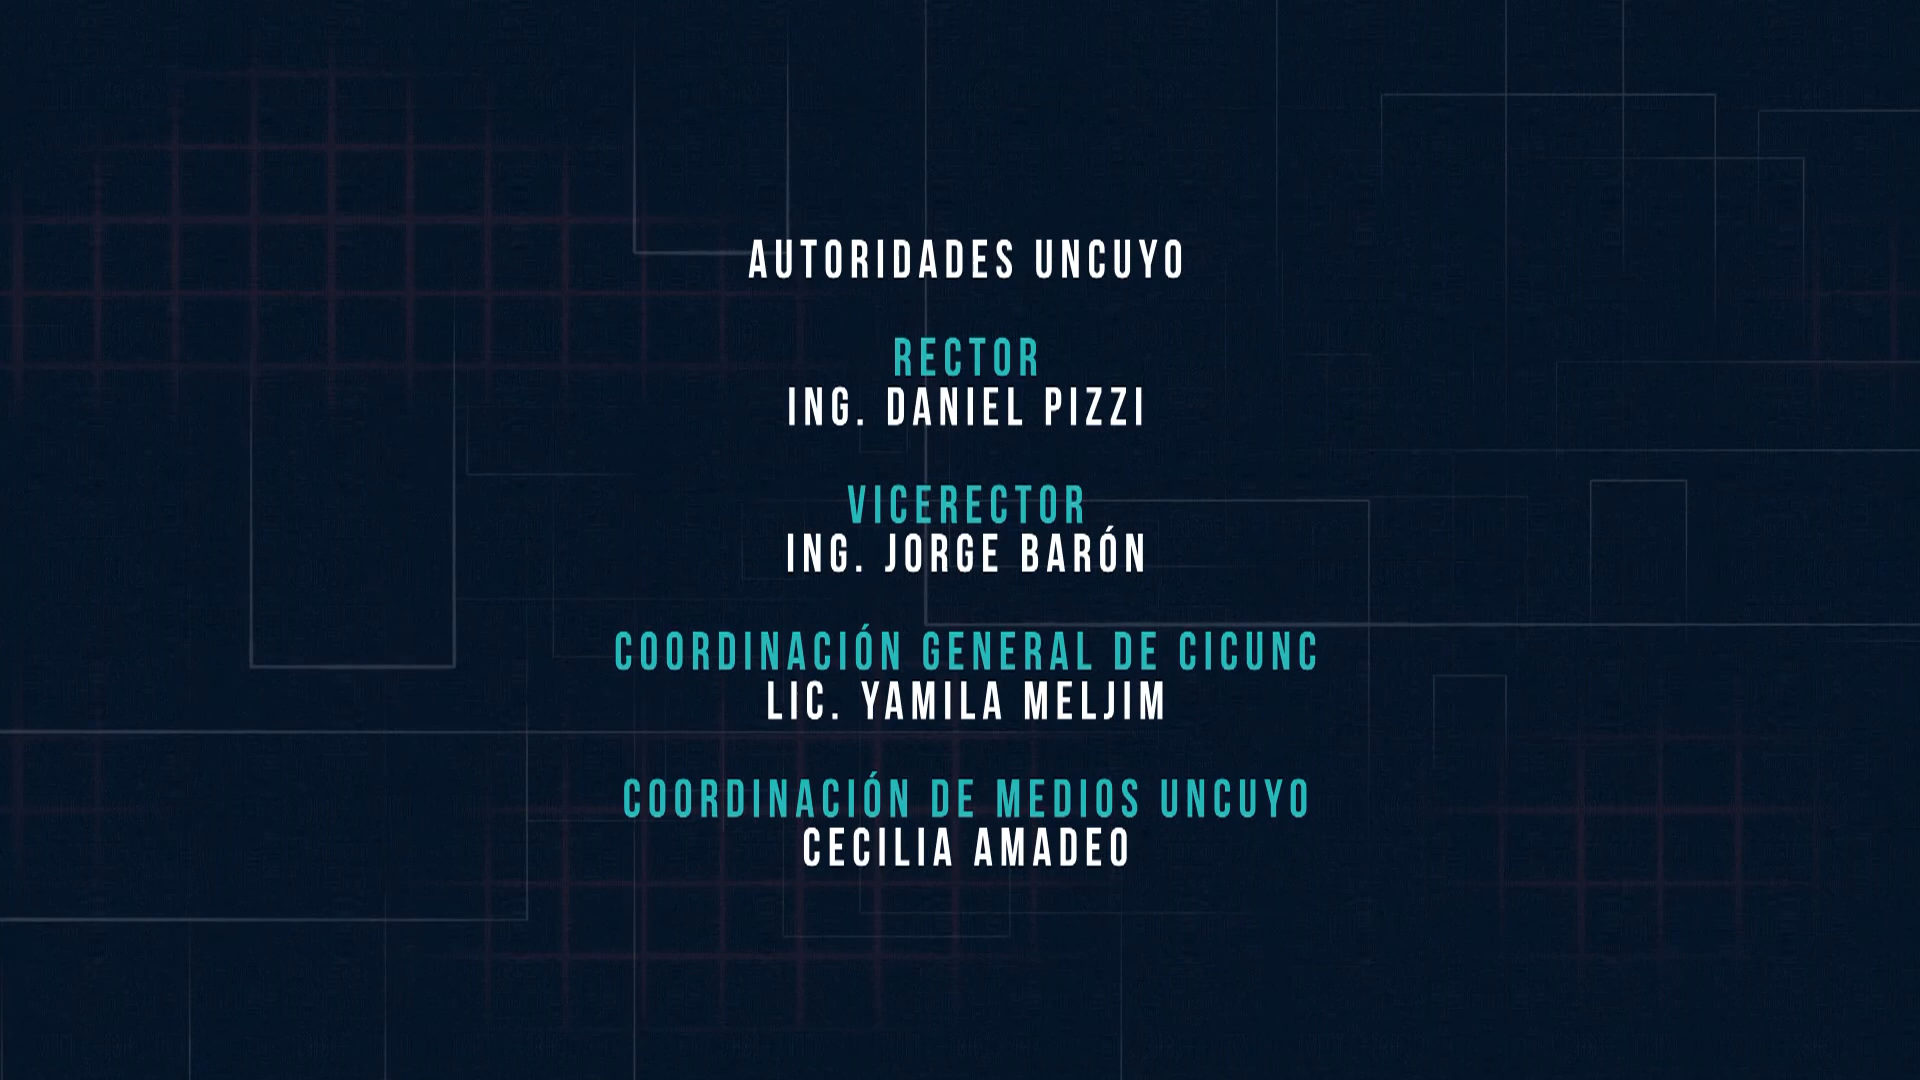 AUTORIDADES UNCUYO
RECTOR
ING. DANIEL PIZZI
VICERECTOR
ING. JORGE BARÓN
COORDINACIÓN GENERAL DE CICUNC
LIC. YAMILA MELJIM
COORDINACIÓN DE MEDIOS UNCUYO
CECILIA AMADEO